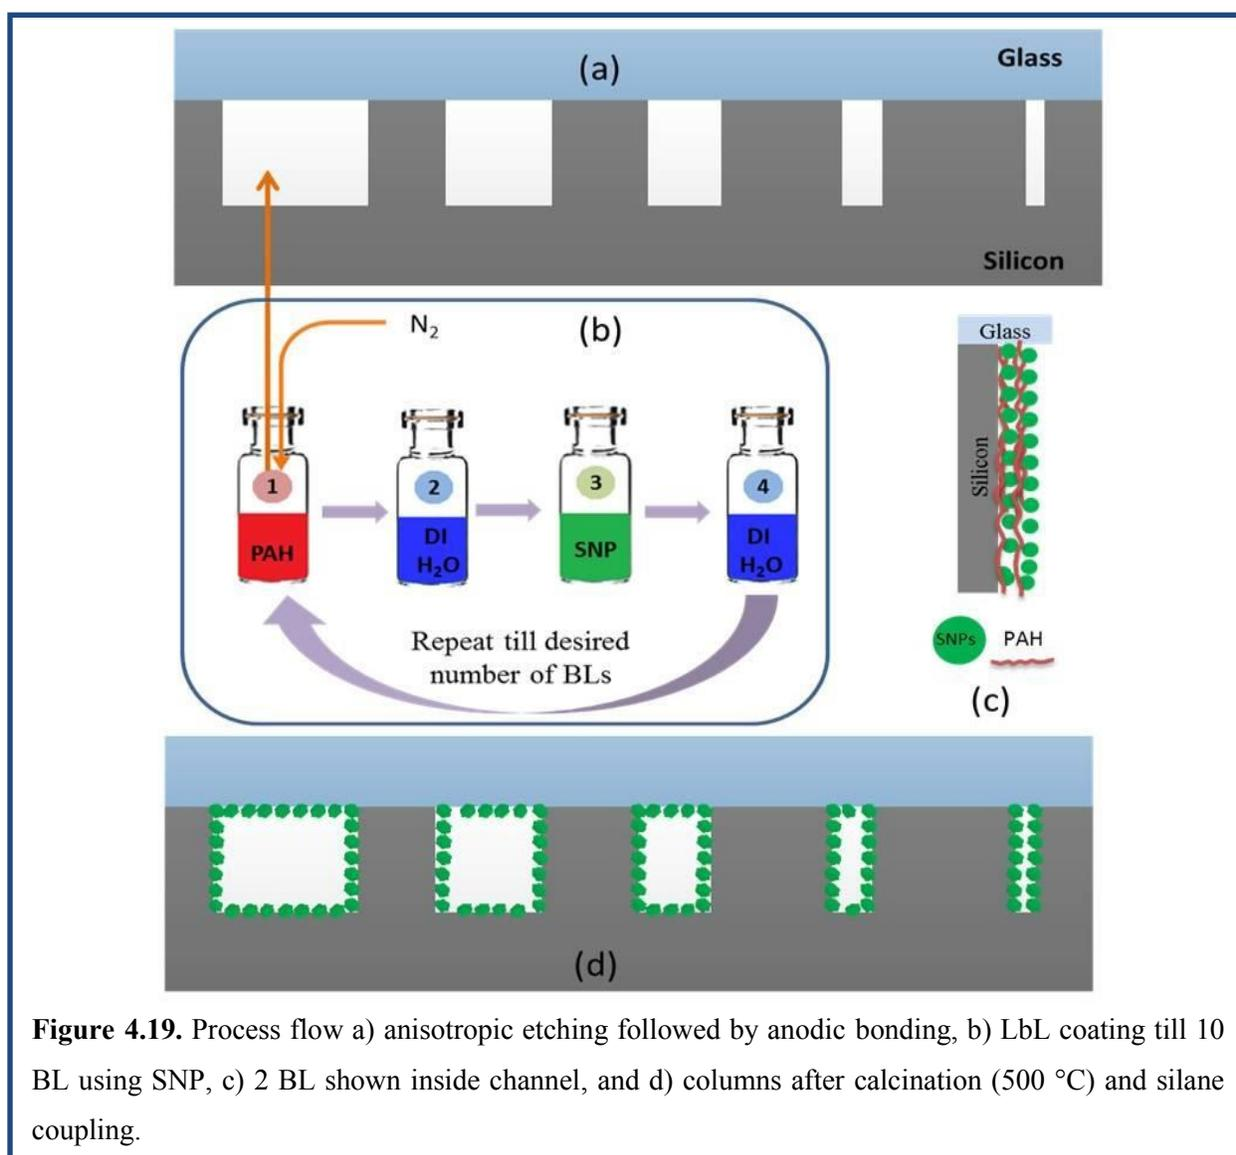 (a)
Glass
Silicon
N₂
(b)
1
2
3
4
PAH
DI
H₂O
SNP
DI
H₂O
Repeat till desired
number of BLs
Glass
Silicon
SNPs
PAH
(c)
(d)
Figure 4.19. Process flow a) anisotropic etching followed by anodic bonding, b) LbL coating till 10
BL using SNP, c) 2 BL shown inside channel, and d) columns after calcination (500 °C) and silane
coupling.